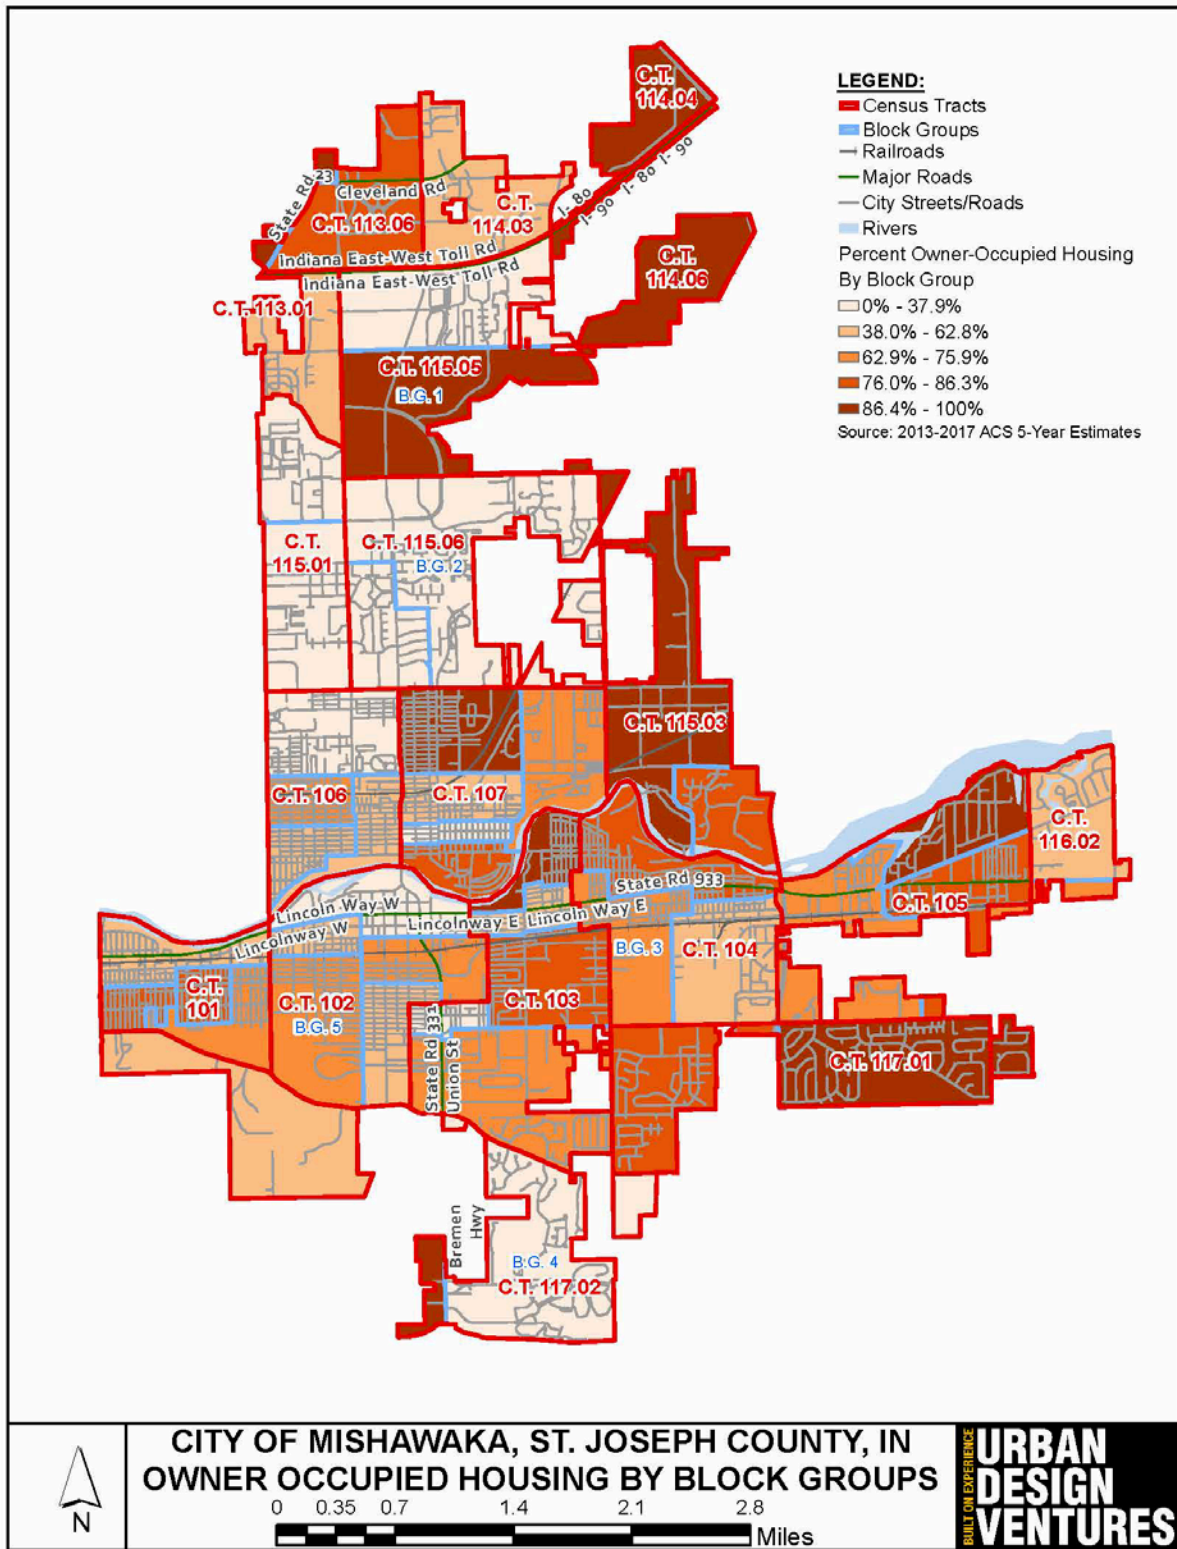 LEGEND:
Census Tracts
Block Groups
Railroads
Major Roads
City Streets/Roads
Rivers
Percent Owner-Occupied Housing
By Block Group
0% - 37.9%
38.0% - 62.8%
62.9% - 75.9%
76.0% - 86.3%
86.4% - 100%
Source: 2013-2017 ACS 5-Year Estimates
C.T.
114.04
State Rd 23
Cleveland Rd
C.T. 113.06
C.T.
114.03
I- 80
I- 90
I- 80
I- 90
Indiana East-West Toll Rd
Indiana East-West Toll Rd
C.T.
114.06
C.T. 113.01
C.T. 115.05
B.G. 1
C.T.
115.01
C.T. 115.06
B.G. 2
C.T. 115.03
C.T. 106
C.T. 107
C.T.
116.02
State Rd 933
C.T. 105
Lincoln Way W
Lincolnway W
Lincolnway E
Lincoln Way E
B.G. 3
C.T. 104
C.T.
101
C.T. 102
B.G. 5
C.T. 103
State Rd 331
Union St
C.T. 117.01
Bremen
Hwy
B.G. 4
C.T. 117.02
N
CITY OF MISHAWAKA, ST. JOSEPH COUNTY, IN
OWNER OCCUPIED HOUSING BY BLOCK GROUPS
0 0.35 0.7 1.4 2.1 2.8
Miles
BUILT ON EXPERIENCE
URBAN
DESIGN
VENTURES